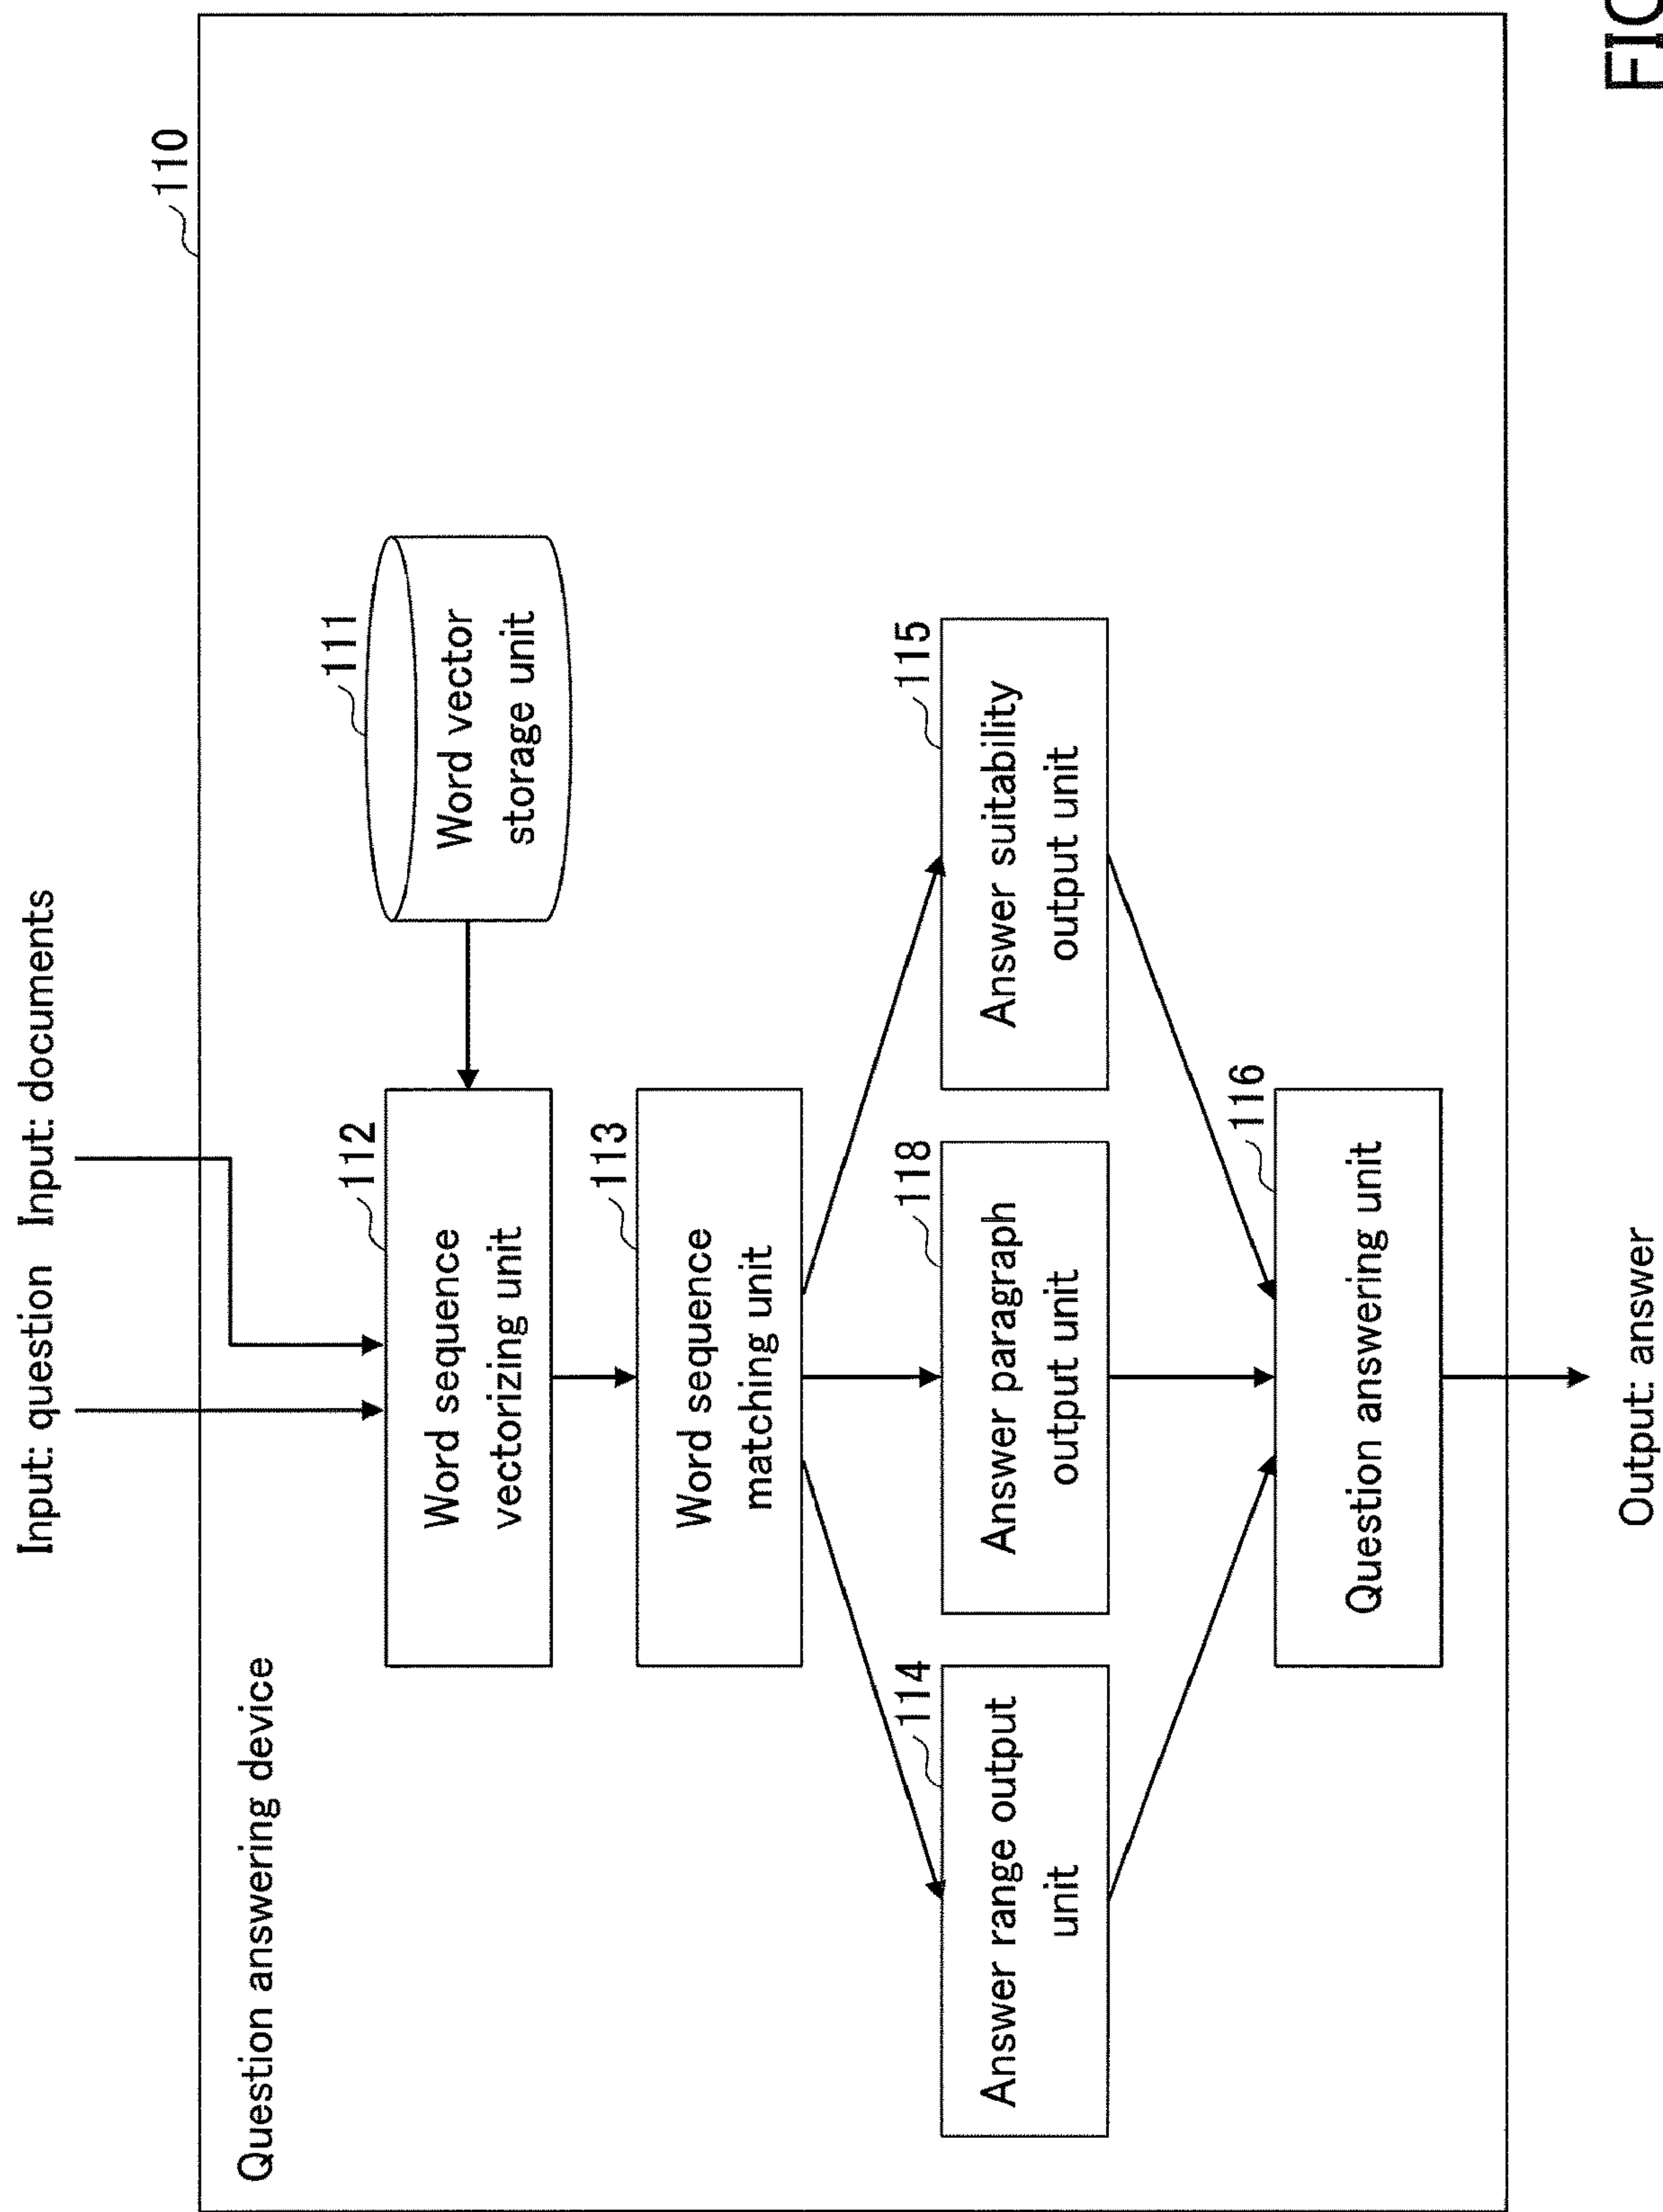 Input: question Input: documents
110
Question answering device
112
111
Word sequence
vectorizing unit
Word vector
storage unit
113
Word sequence
matching unit
114
118
115
Answer range output
unit
Answer paragraph
output unit
Answer suitability
output unit
116
Question answering unit
Output: answer